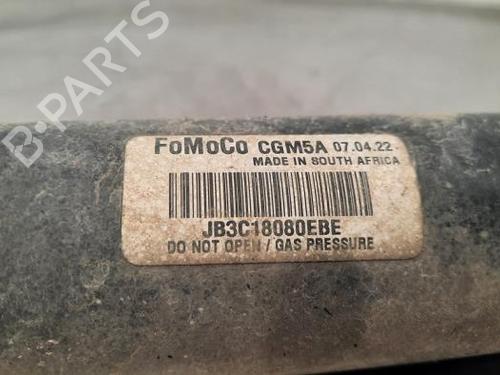 FoMoCo CGM5A 07.04.22
MADE IN SOUTH AFRICA
JB3C18080EBE
DO NOT OPEN / GAS PRESSURE
B-PARTS